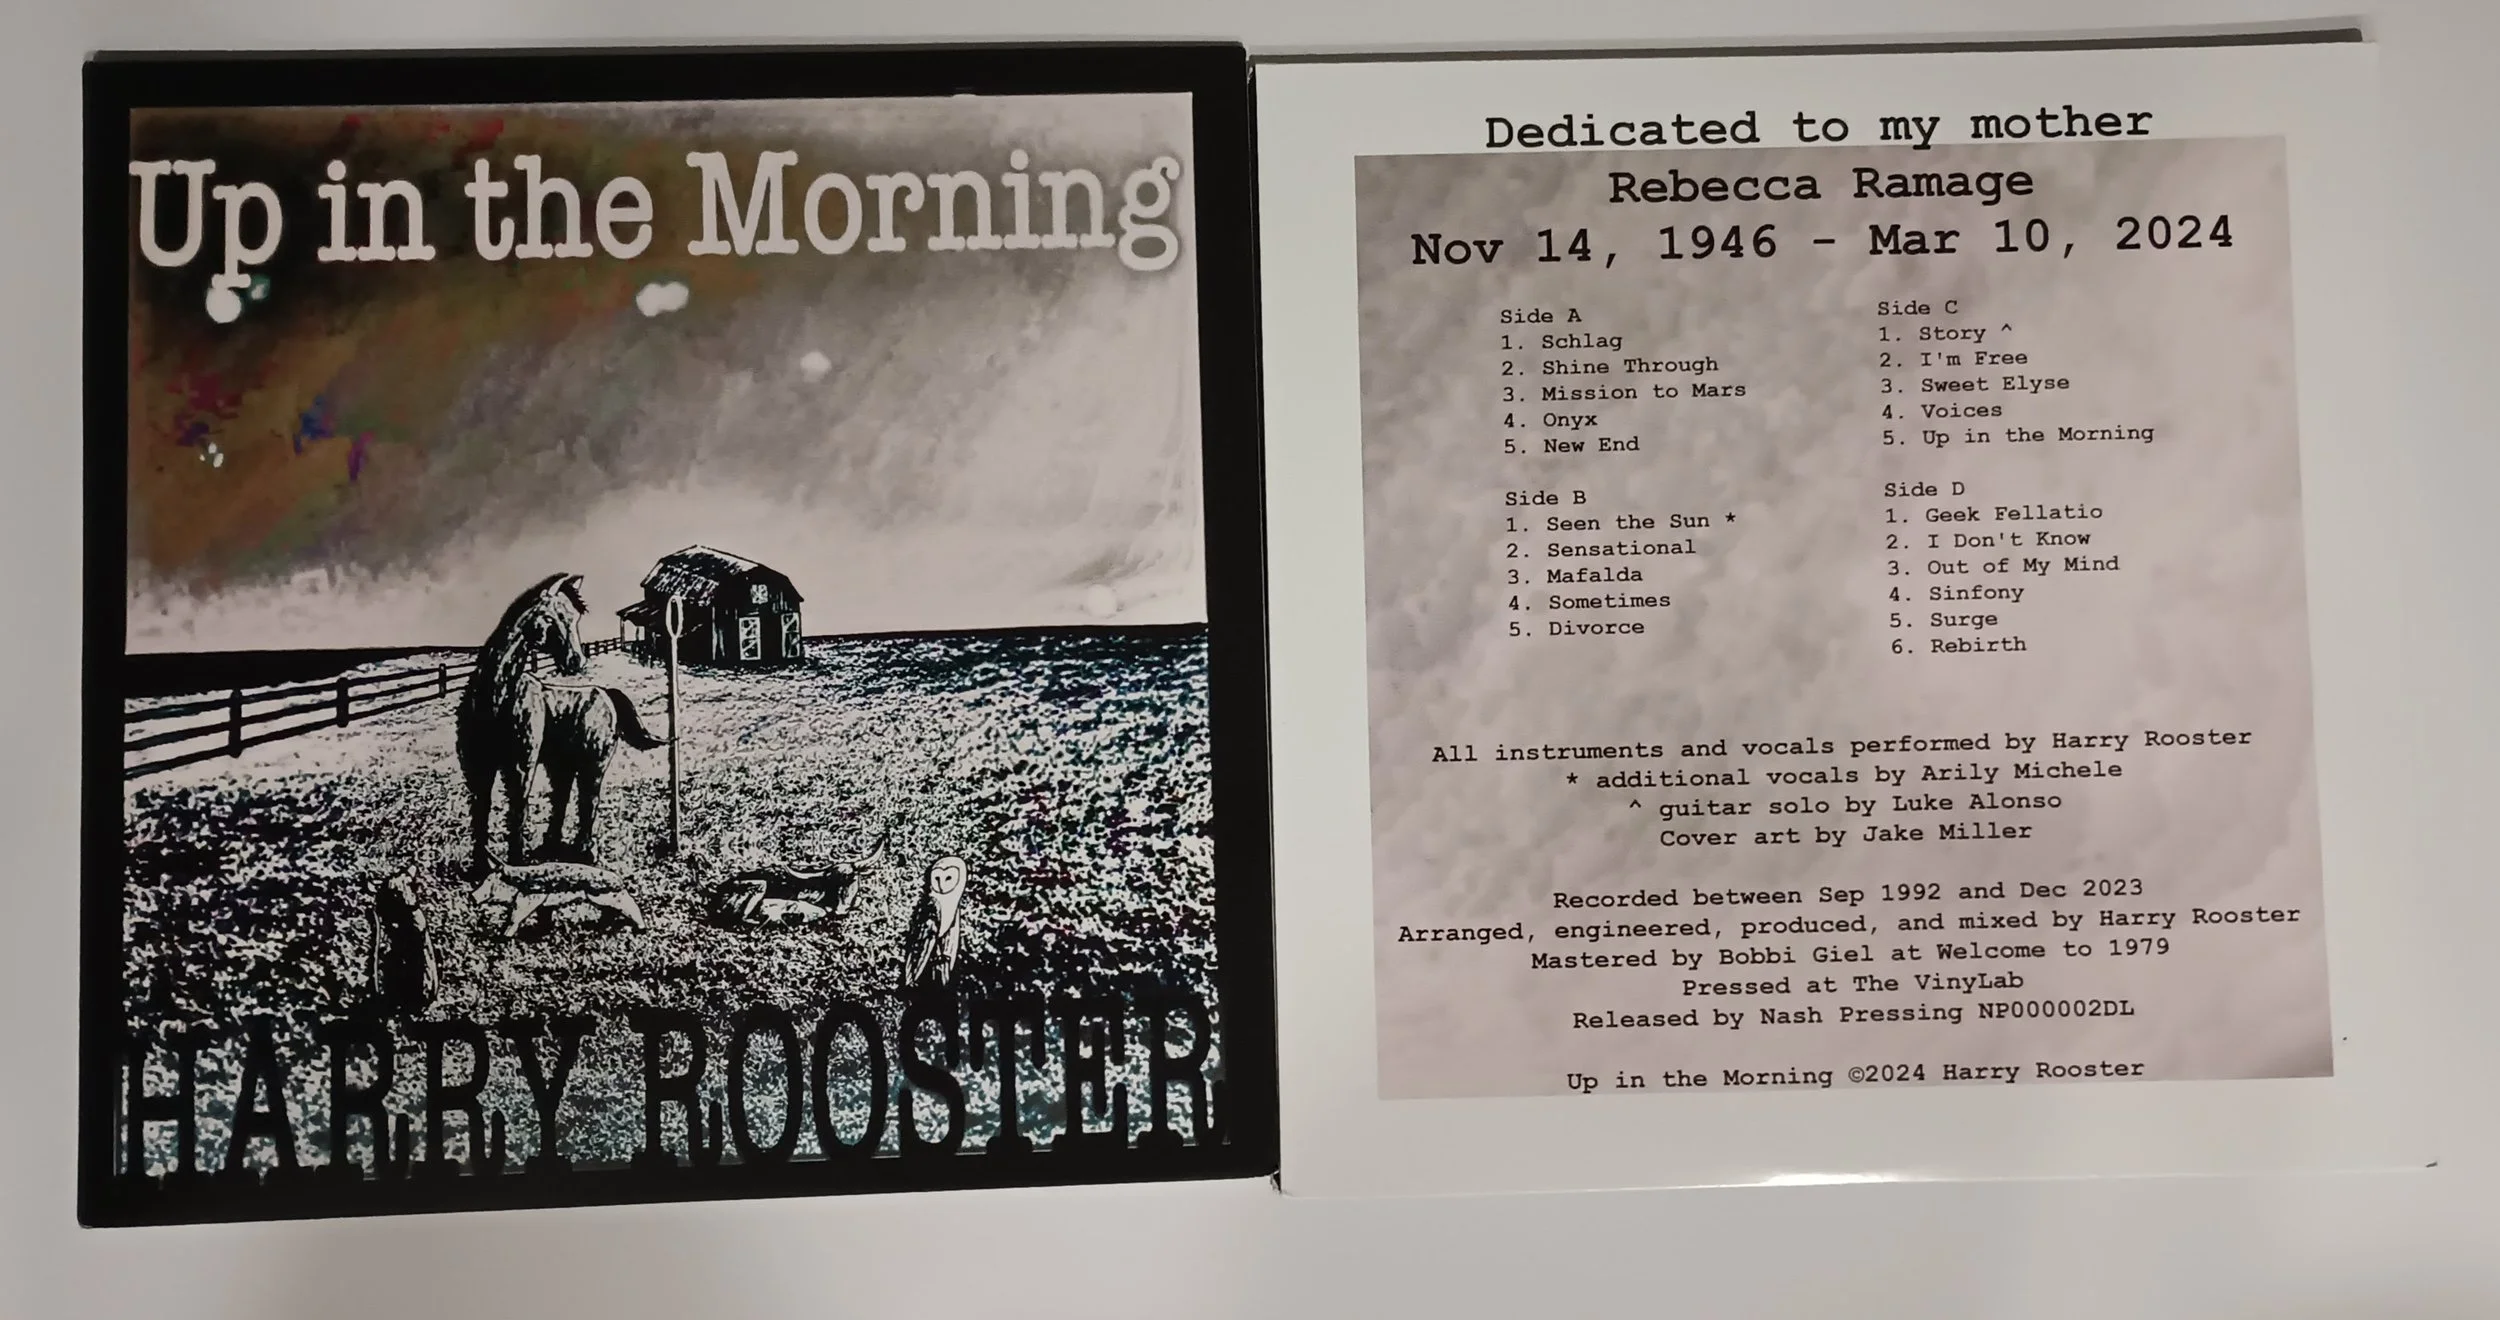 Up in the Morning
HARRY ROOSTER
Dedicated to my mother
Rebecca Ramage
Nov 14, 1946 - Mar 10, 2024
Side A
1. Schlag
2. Shine Through
3. Mission to Mars
4. Onyx
5. New End
Side B
1. Seen the Sun *
2. Sensational
3. Mafalda
4. Sometimes
5. Divorce
Side C
1. Story ^
2. I'm Free
3. Sweet Elyse
4. Voices
5. Up in the Morning
Side D
1. Geek Fellatio
2. I Don't Know
3. Out of My Mind
4. Sinfony
5. Surge
6. Rebirth
All instruments and vocals performed by Harry Rooster
* additional vocals by Arily Michele
^ guitar solo by Luke Alonso
Cover art by Jake Miller
Recorded between Sep 1992 and Dec 2023
Arranged, engineered, produced, and mixed by Harry Rooster
Mastered by Bobbi Giel at Welcome to 1979
Pressed at The VinyLab
Released by Nash Pressing NP000002DL
Up in the Morning ©2024 Harry Rooster